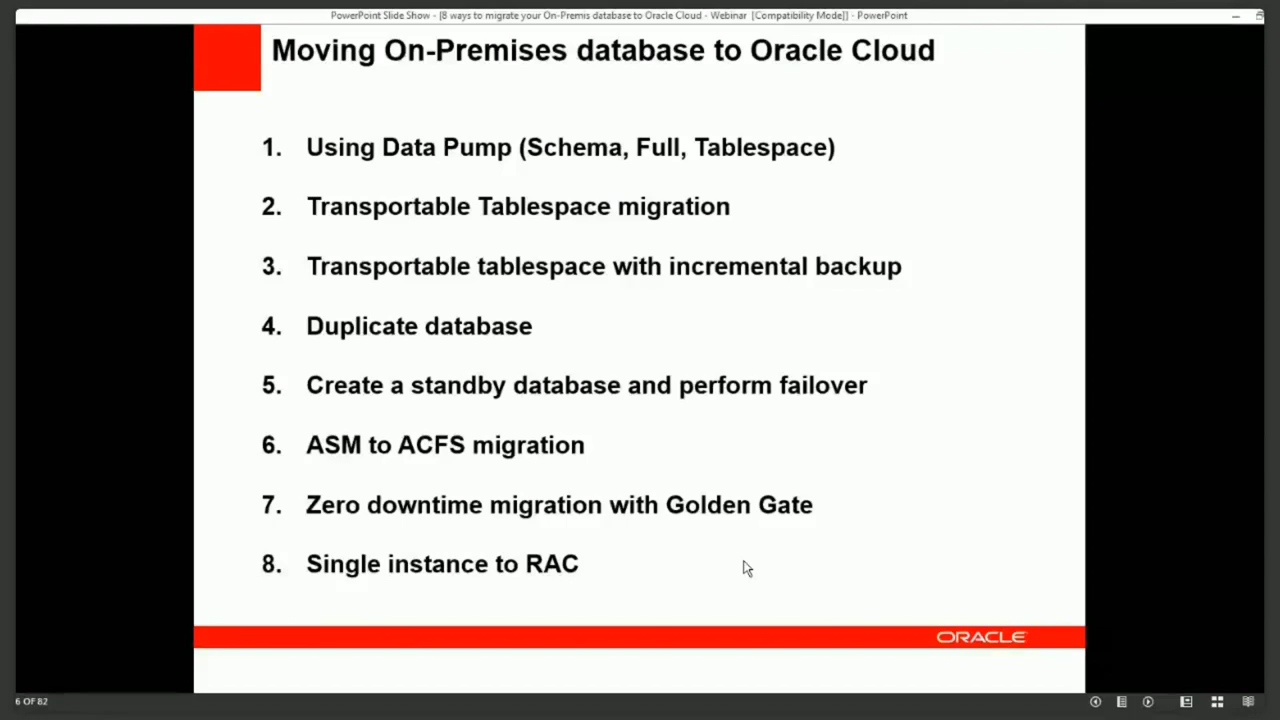 PowerPoint Slide Show - [8 ways to migrate your On-Premis database to Oracle Cloud - Webinar [Compatibility Mode]] - PowerPoint
Moving On-Premises database to Oracle Cloud
1. Using Data Pump (Schema, Full, Tablespace)
2. Transportable Tablespace migration
3. Transportable tablespace with incremental backup
4. Duplicate database
5. Create a standby database and perform failover
6. ASM to ACFS migration
7. Zero downtime migration with Golden Gate
8. Single instance to RAC
ORACLE
6 OF 82